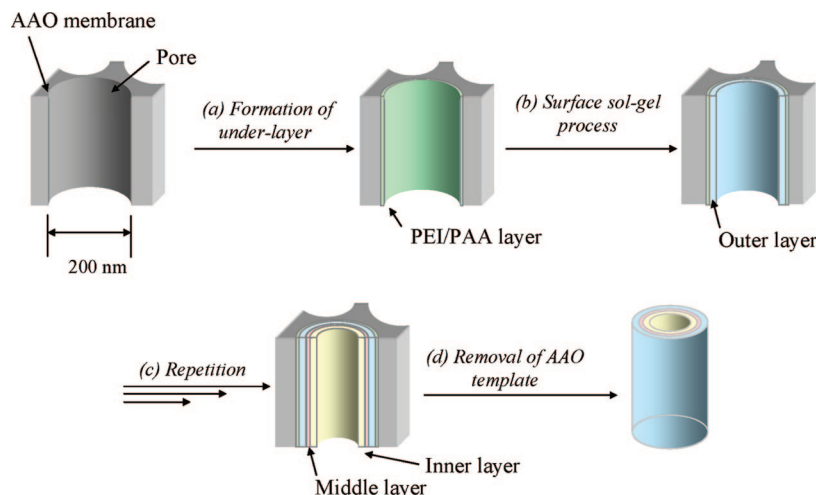 AAO membrane
Pore
(a) Formation of
under-layer
(b) Surface sol-gel
process
200 nm
PEI/PAA layer
Outer layer
(c) Repetition
(d) Removal of AAO
template
Inner layer
Middle layer